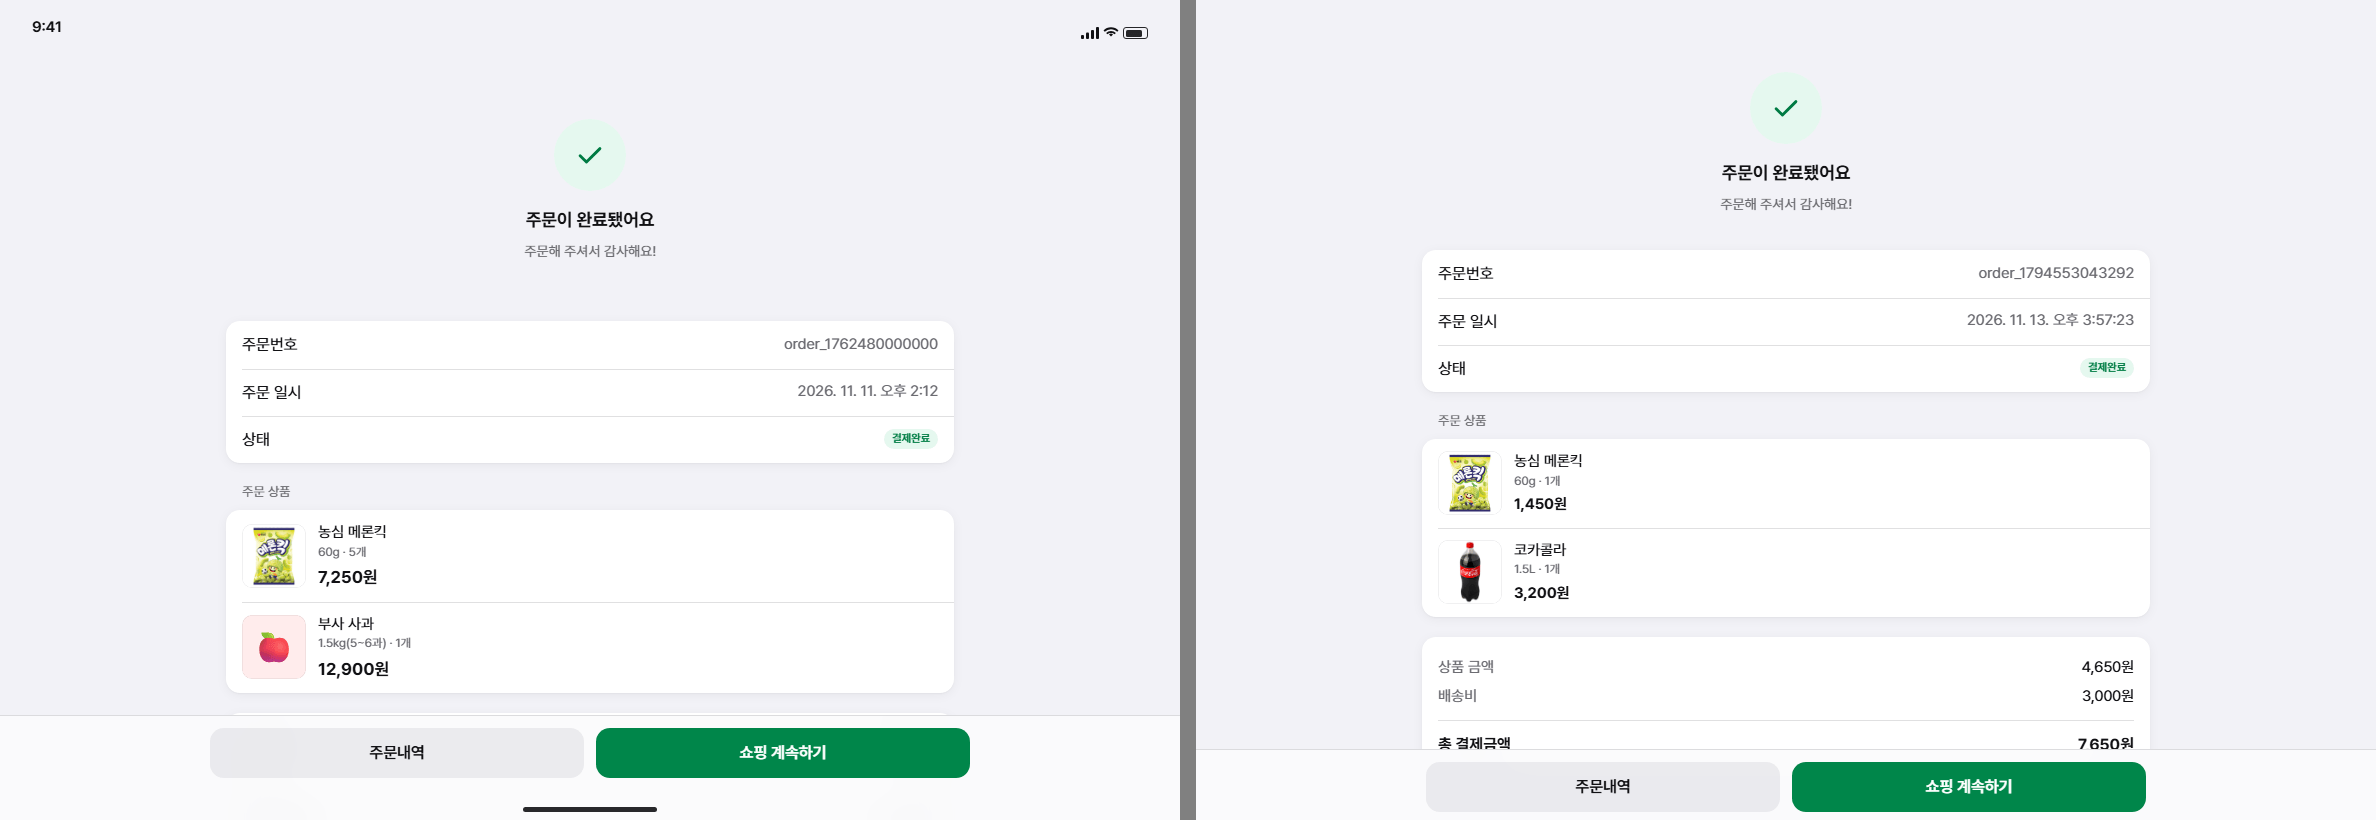 9:41
주문이 완료됐어요
주문해 주셔서 감사해요!
주문번호 order_1762480000000
주문 일시 2026. 11. 11. 오후 2:12
상태 결제완료
주문 상품
농심 메론킥
60g · 5개
7,250원
부사 사과
1.5kg(5~6과) · 1개
12,900원
주문내역 쇼핑 계속하기
주문이 완료됐어요
주문해 주셔서 감사해요!
주문번호 order_1794553043292
주문 일시 2026. 11. 13. 오후 3:57:23
상태 결제완료
주문 상품
농심 메론킥
60g · 1개
1,450원
코카콜라
1.5L · 1개
3,200원
상품 금액 4,650원
배송비 3,000원
총 결제금액 7,650원
주문내역 쇼핑 계속하기
메론킥
메론킥